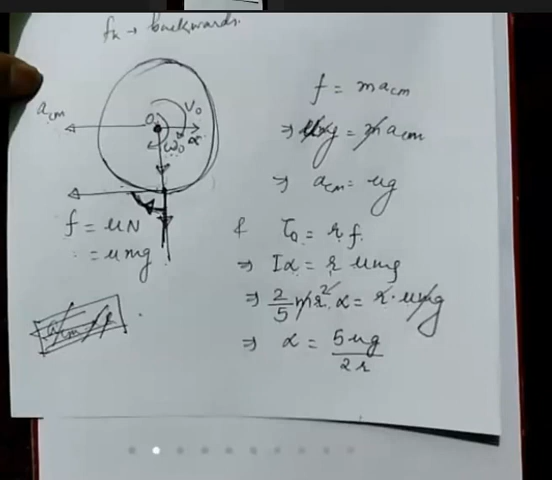 fk → backwards.
acm
O
V0
ω0
α
f = μN
= μmg
f = macm
⇒ μmg = macm
⇒ acm = μg
& τ0 = r f.
⇒ Iα = r μmg
⇒ 2/5 mr² α = r · μmg
⇒ α = 5μg/2r